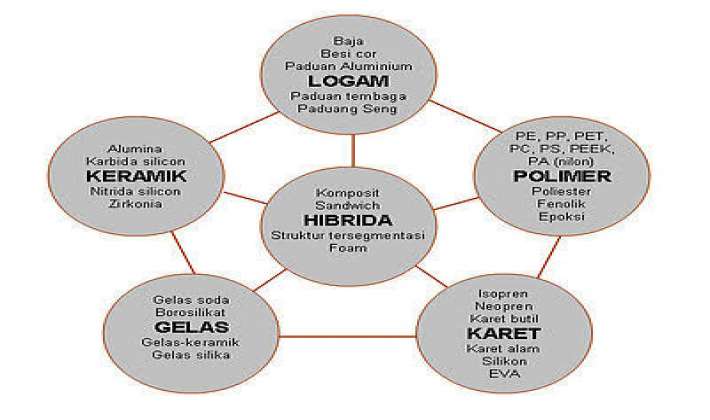 Baja
Besi cor
Paduan Aluminium
LOGAM
Paduan tembaga
Paduang Seng
Alumina
Karbida silicon
KERAMIK
Nitrida silicon
Zirkonia
PE, PP, PET,
PC, PS, PEEK,
PA (nilon)
POLIMER
Poliester
Fenolik
Epoksi
Komposit
Sandwich
HIBRIDA
Struktur tersegmentasi
Foam
Gelas soda
Borosilikat
GELAS
Gelas-keramik
Gelas silika
Isopren
Neopren
Karet butil
KARET
Karet alam
Silikon
EVA